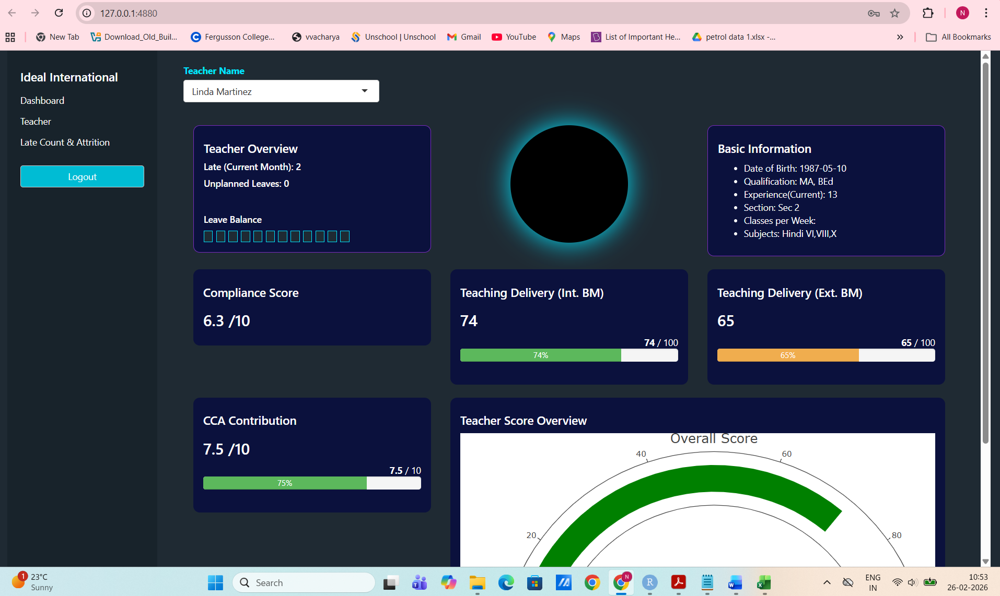 127.0.0.1:4880
N
New Tab
Download_Old_Buil...
Fergusson College...
vvacharya
Unschool | Unschool
Gmail
YouTube
Maps
List of Important He...
petrol data 1.xlsx -...
»
All Bookmarks
Ideal International
Dashboard
Teacher
Late Count & Attrition
Logout
Teacher Name
Linda Martinez
Teacher Overview
Late (Current Month): 2
Unplanned Leaves: 0
Leave Balance
Basic Information
• Date of Birth: 1987-05-10
• Qualification: MA, BEd
• Experience(Current): 13
• Section: Sec 2
• Classes per Week:
• Subjects: Hindi VI,VIII,X
Compliance Score
6.3 /10
Teaching Delivery (Int. BM)
74
74 / 100
74%
Teaching Delivery (Ext. BM)
65
65 / 100
65%
CCA Contribution
7.5 /10
7.5 / 10
75%
Teacher Score Overview
Overall Score
20
40
60
80
1
23°C
Sunny
Search
N
R
ENG
IN
10:53
26-02-2026